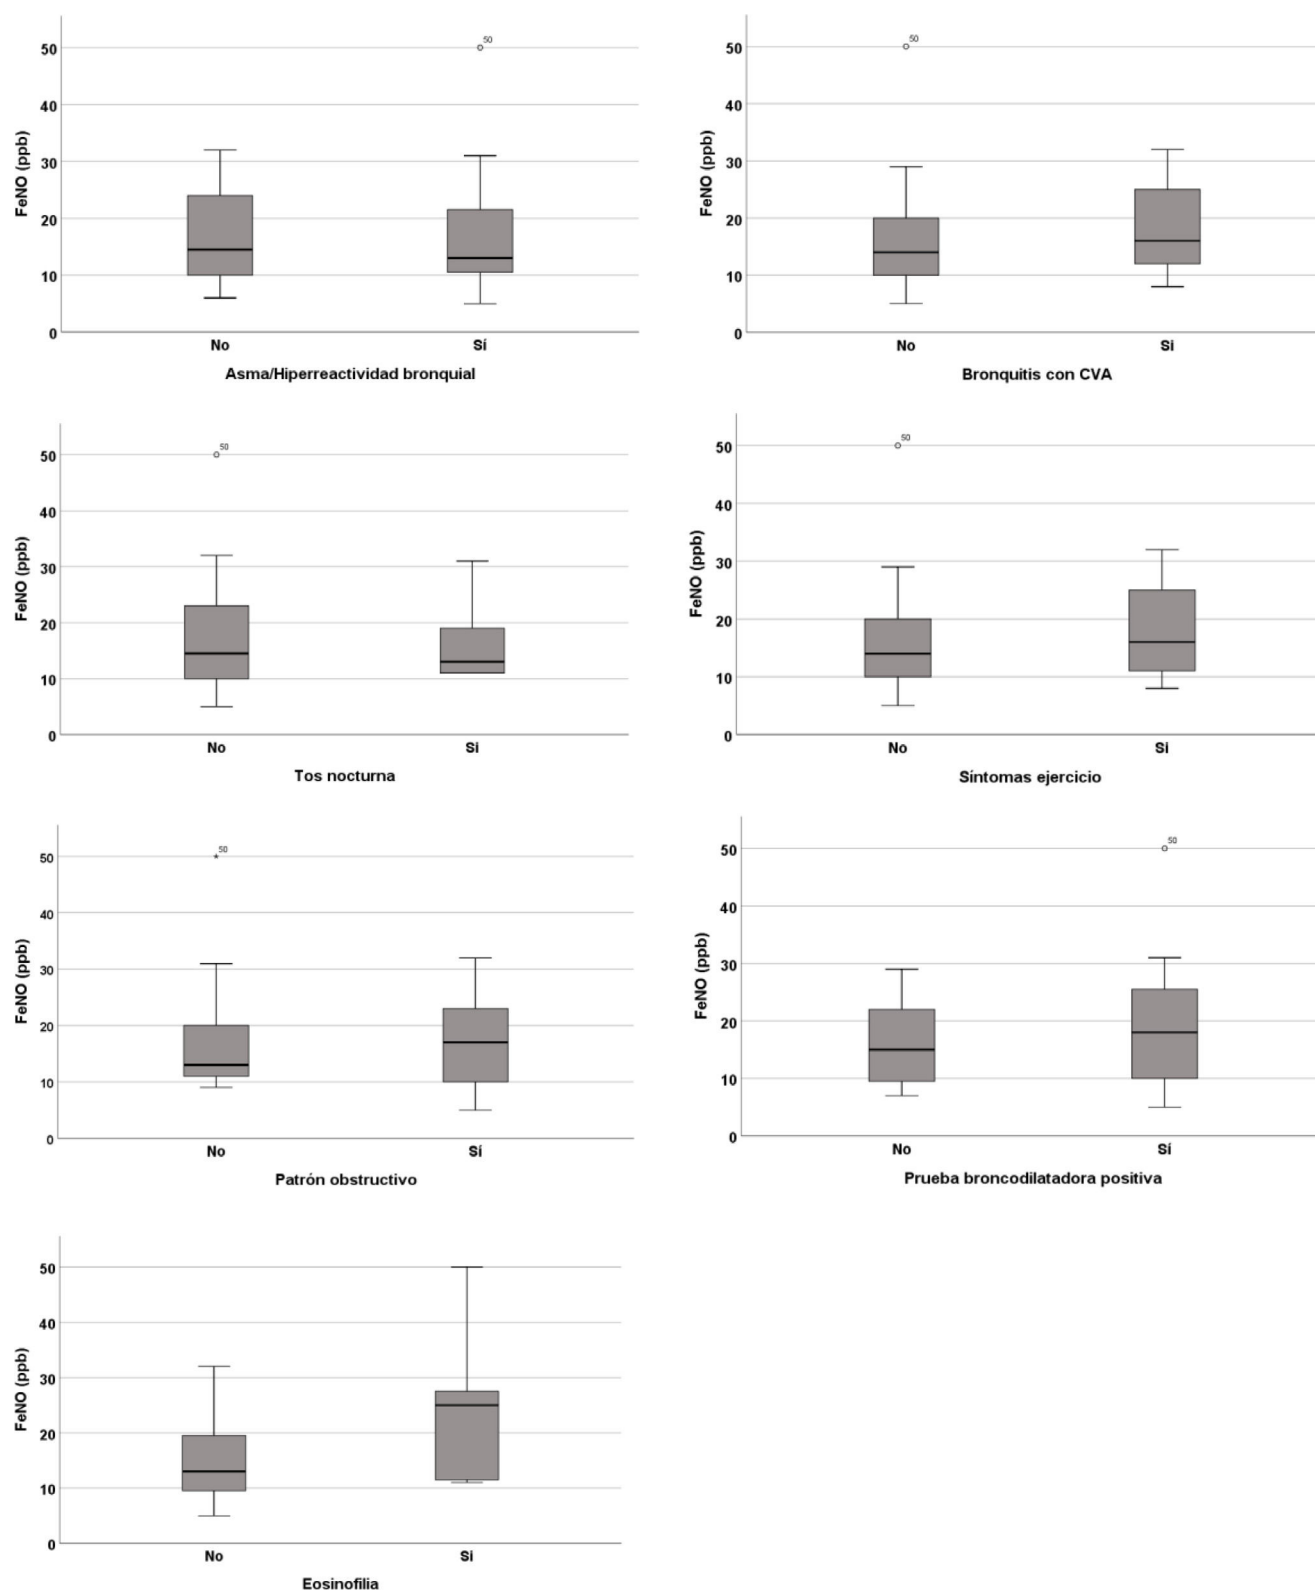 50
50
40
30
20
10
0
FeNO (ppb)
No
Sí
Asma/Hiperreactividad bronquial
50
50
40
30
20
10
0
FeNO (ppb)
No
Si
Bronquitis con CVA
50
50
40
30
20
10
0
FeNO (ppb)
No
Si
Tos nocturna
50
50
40
30
20
10
0
FeNO (ppb)
No
Si
Síntomas ejercicio
50
50
40
30
20
10
0
FeNO (ppb)
No
Sí
Patrón obstructivo
50
50
40
30
20
10
0
FeNO (ppb)
No
Sí
Prueba broncodilatadora positiva
50
40
30
20
10
0
FeNO (ppb)
No
Si
Eosinofilia